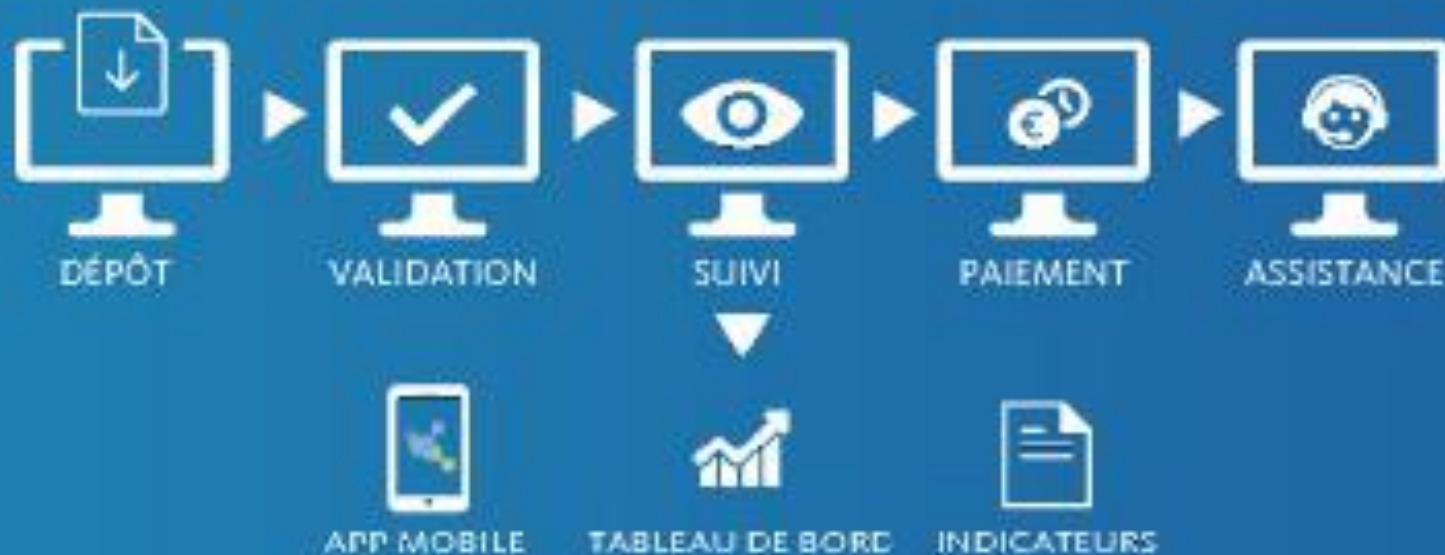 DÉPÔT VALIDATION SUIVI PAIEMENT ASSISTANCE
APP MOBILE TABLEAU DE BORD INDICATEURS